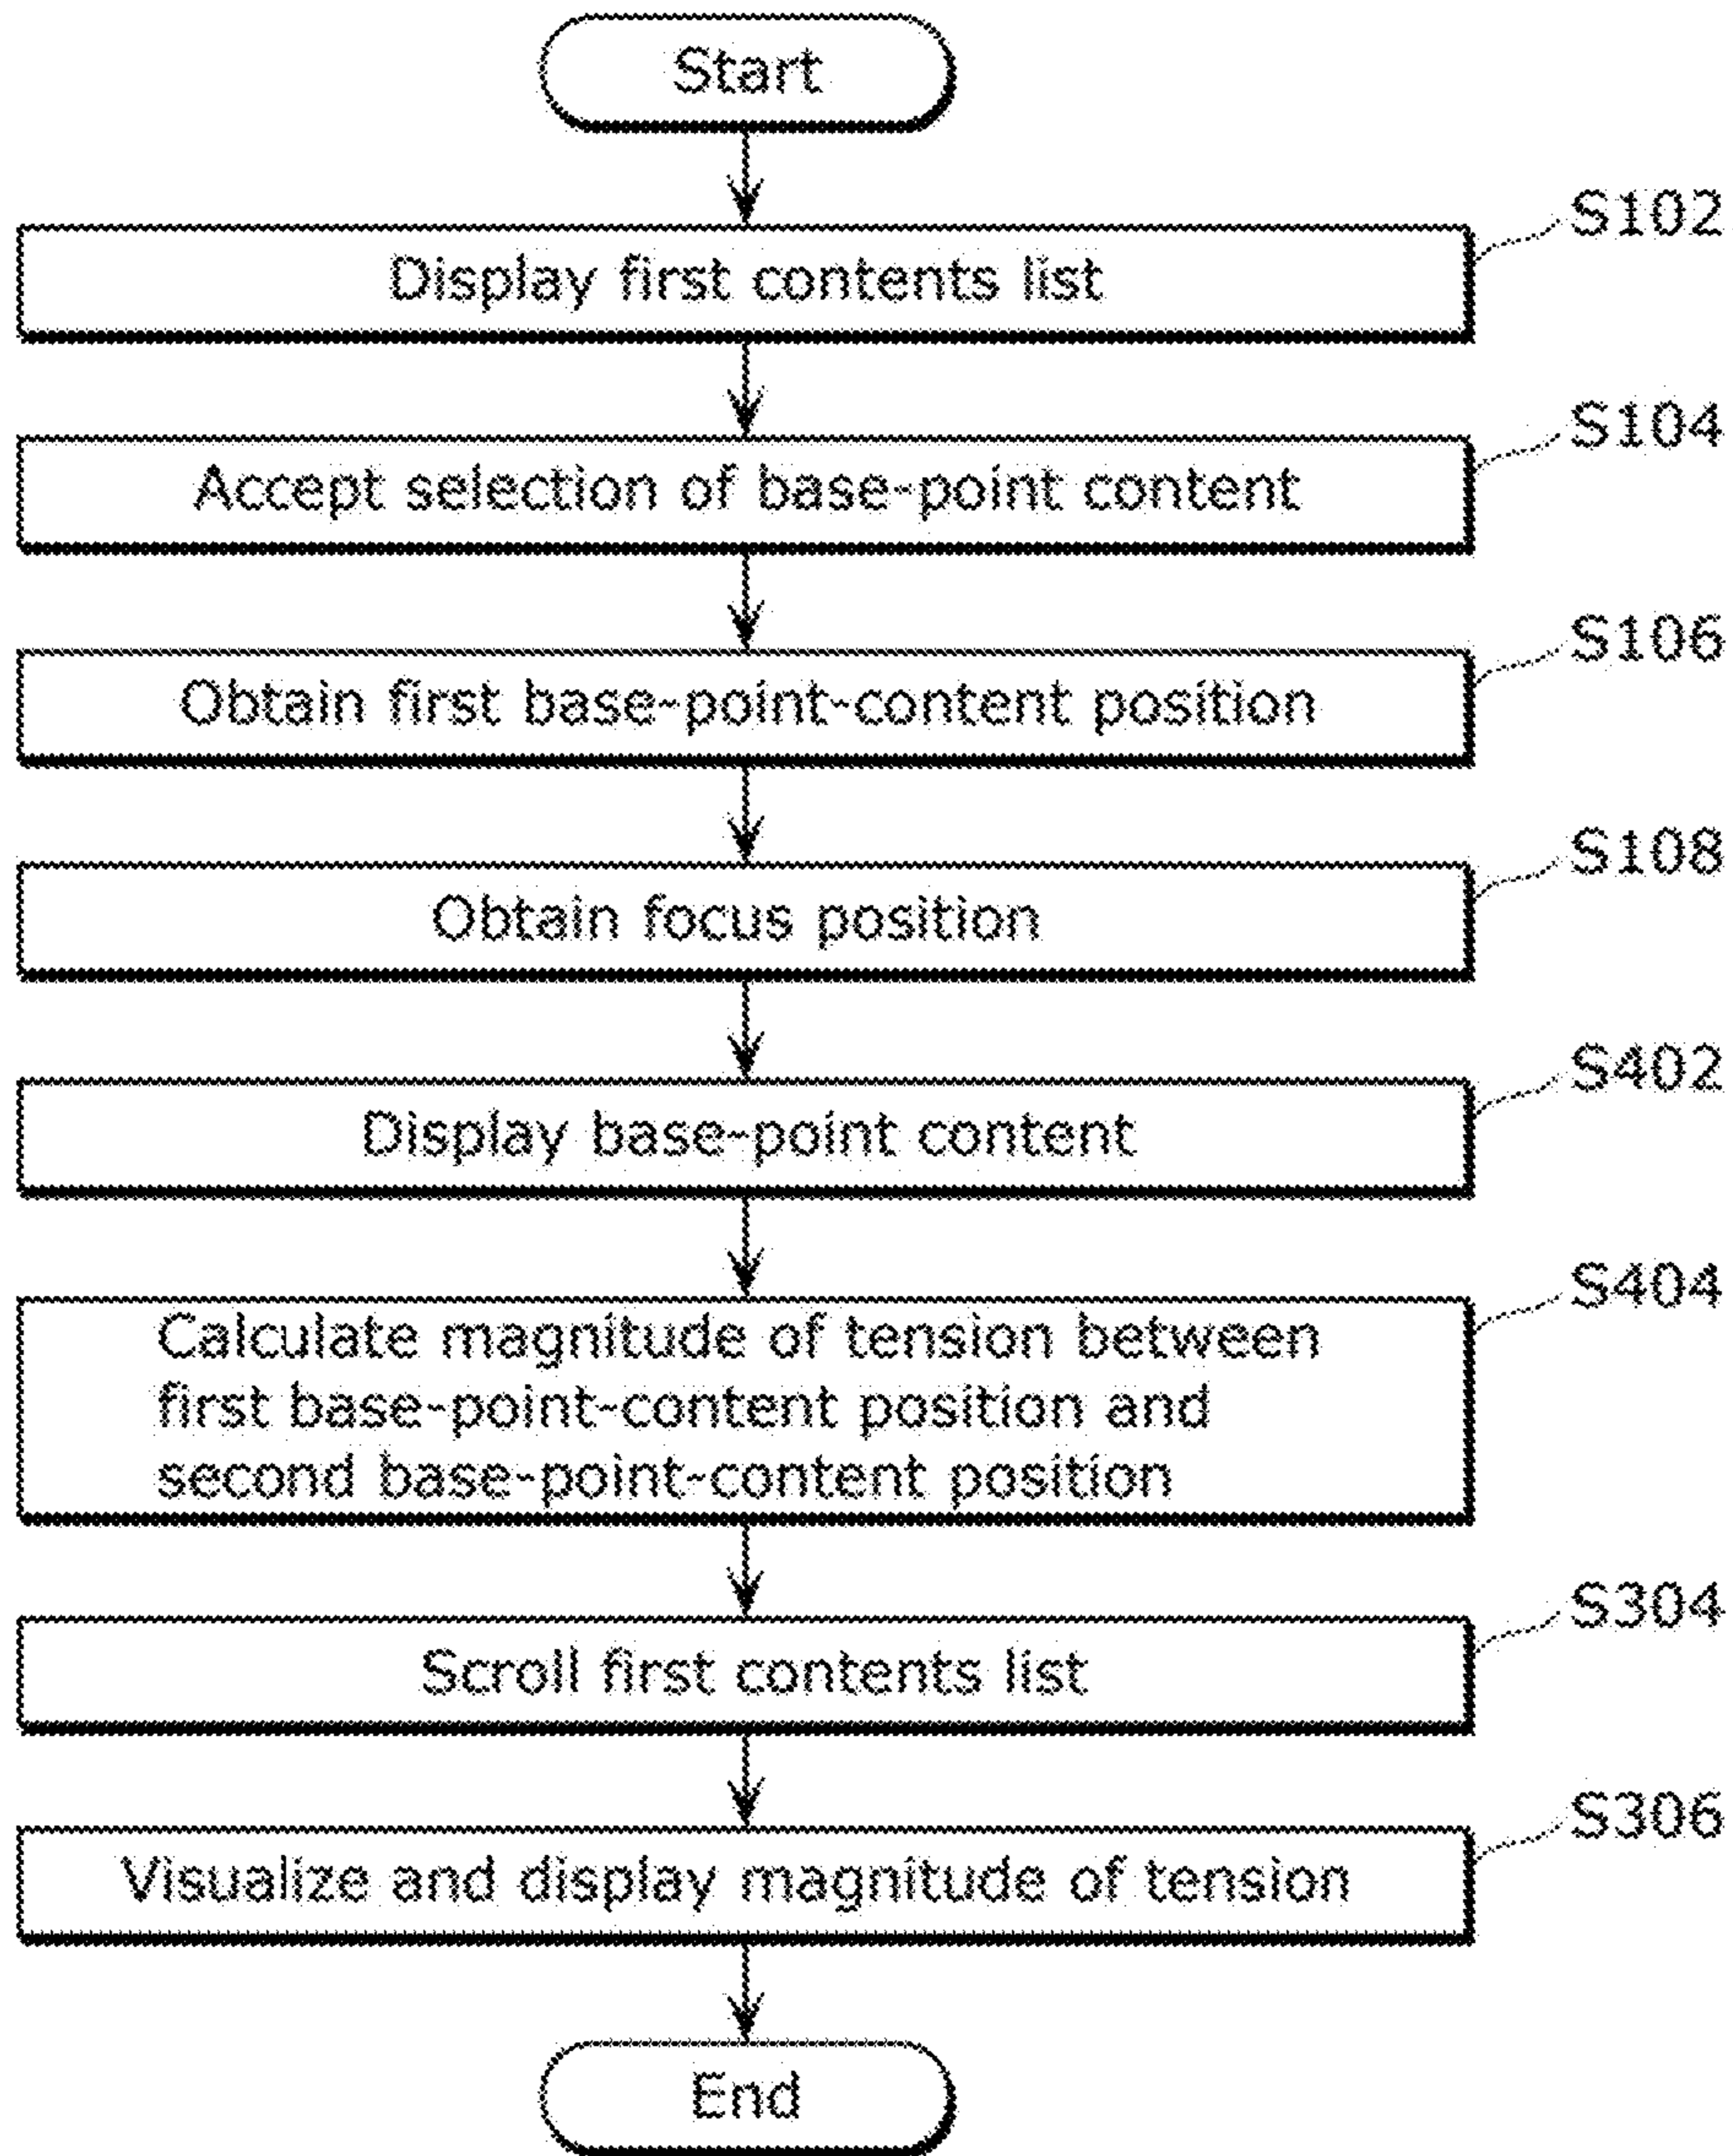 Start
S102
Display first contents list
S104
Accept selection of base-point content
S106
Obtain first base-point-content position
S108
Obtain focus position
S402
Display base-point content
S404
Calculate magnitude of tension between
first base-point-content position and
second base-point-content position
S304
Scroll first contents list
S306
Visualize and display magnitude of tension
End